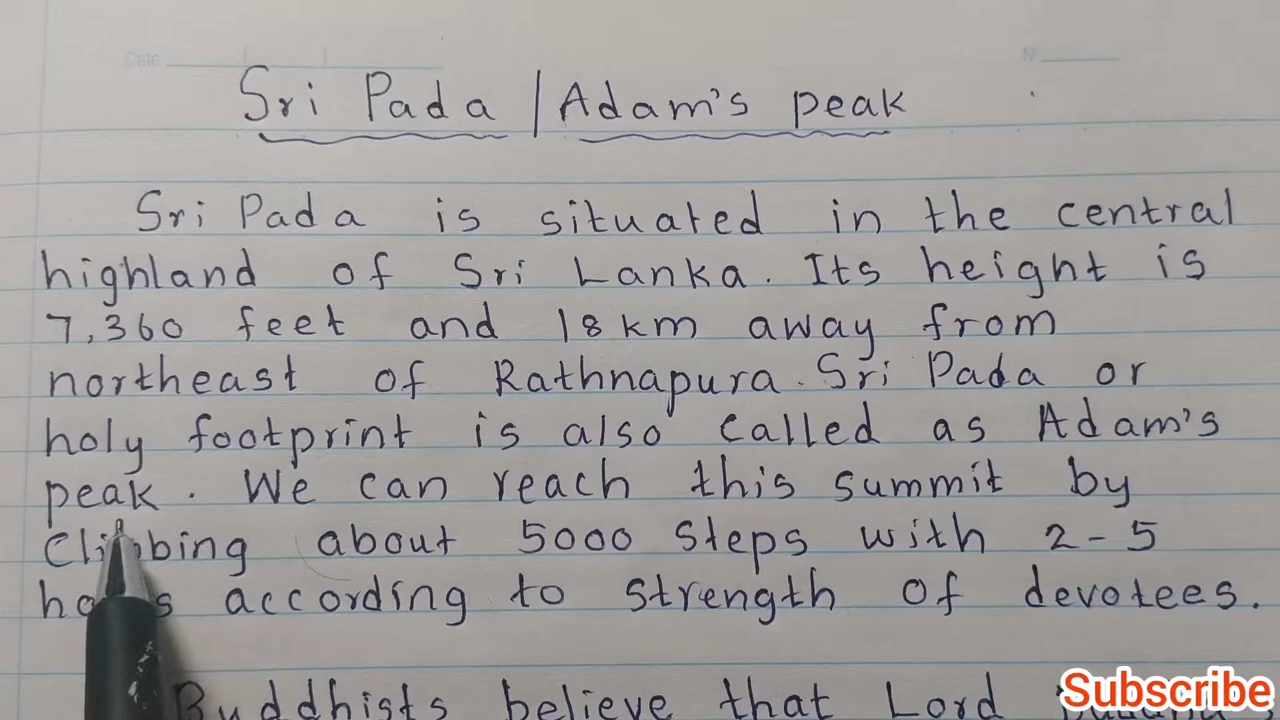 Date
N°
Sri Pada / Adam's peak
Sri Pada is situated in the central
highland of Sri Lanka. Its height is
7,360 feet and 18km away from
northeast of Rathnapura. Sri Pada or
holy footprint is also called as Adam's
peak. We can reach this summit by
Climbing about 5000 steps with 2-5
according to strength of devotees.
Buddhists believe that Lord
Subscribe